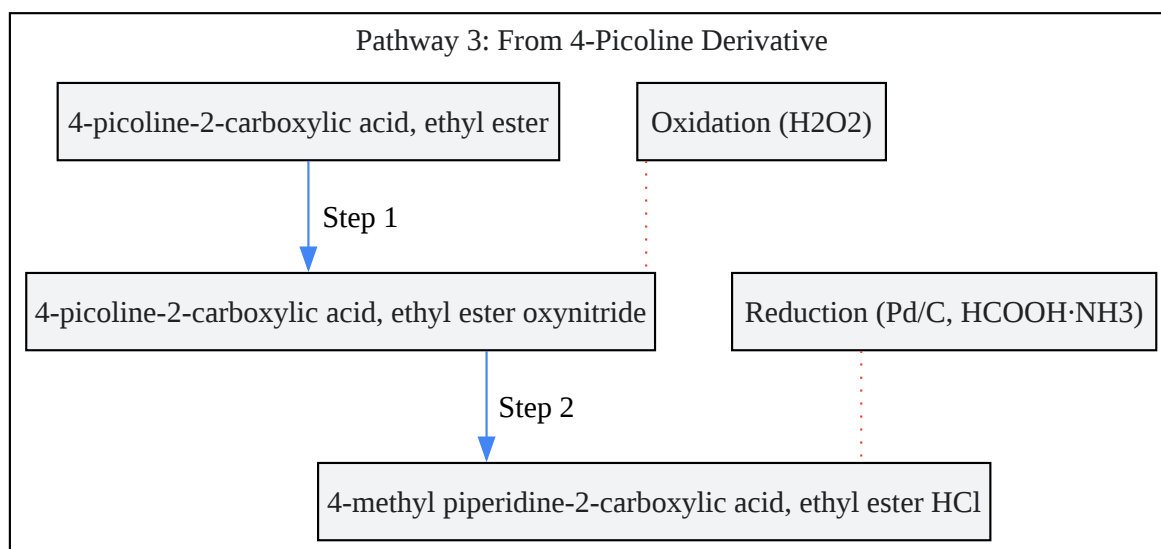 Pathway 3: From 4-Picoline Derivative
4-picoline-2-carboxylic acid, ethyl ester
Oxidation (H2O2)
Step 1
4-picoline-2-carboxylic acid, ethyl ester oxynitride
Reduction (Pd/C, HCOOH·NH3)
Step 2
4-methyl piperidine-2-carboxylic acid, ethyl ester HCl